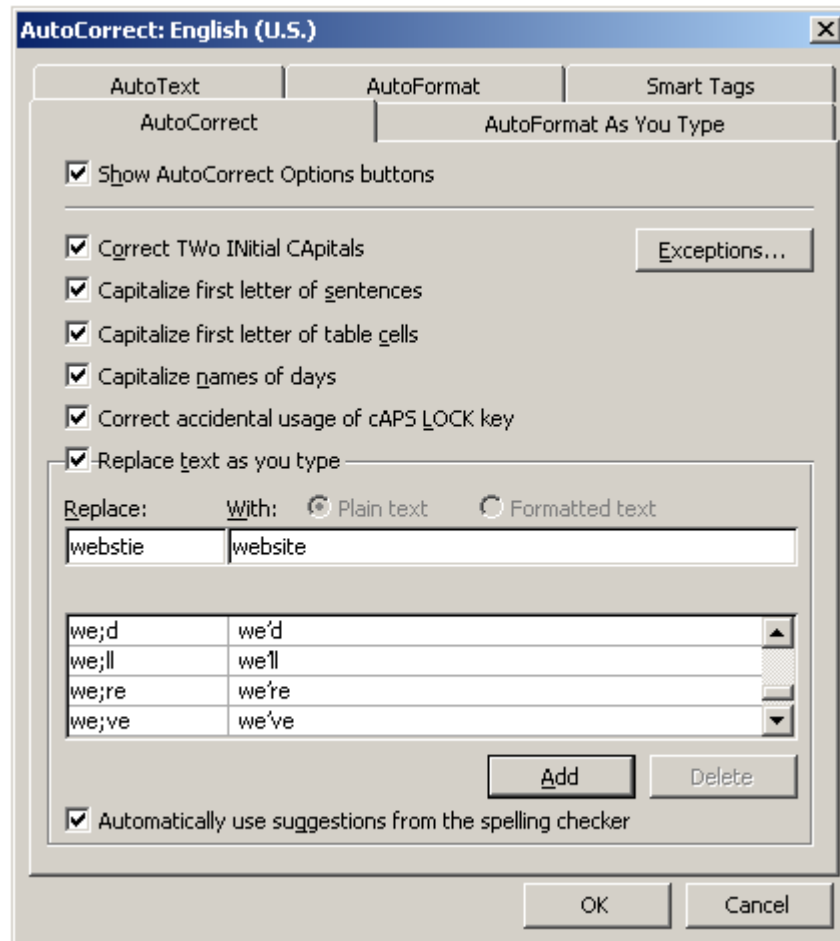 AutoCorrect: English (U.S.)
AutoText AutoFormat Smart Tags
AutoCorrect AutoFormat As You Type
Show AutoCorrect Options buttons
Correct TWo INitial CApitals Exceptions...
Capitalize first letter of sentences
Capitalize first letter of table cells
Capitalize names of days
Correct accidental usage of cAPS LOCK key
Replace text as you type
Replace: With: Plain text Formatted text
webstie website
we;d we'd
we;ll we'll
we;re we're
we;ve we've
Add Delete
Automatically use suggestions from the spelling checker
OK Cancel